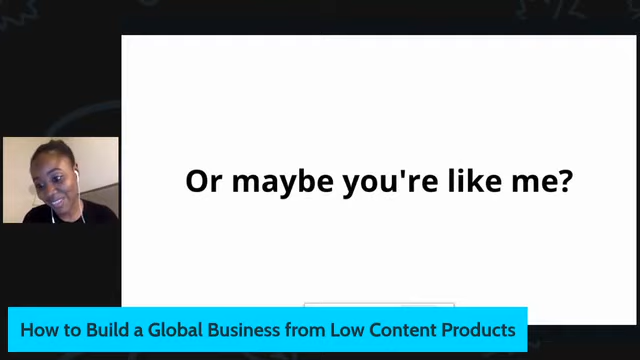 Or maybe you're like me?
How to Build a Global Business from Low Content Products